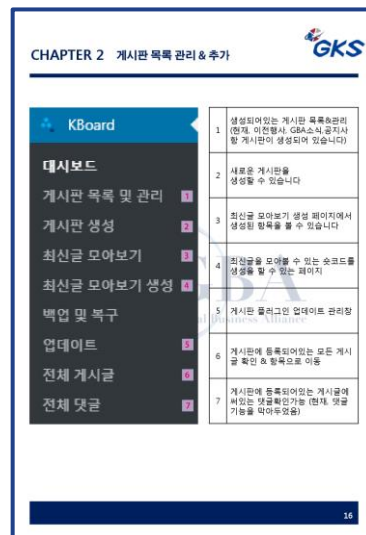 GKS
CHAPTER 2 게시판 목록 관리 & 추가
KBoard
대시보드
게시판 목록 및 관리 1
게시판 생성 2
최신글 모아보기 3
최신글 모아보기 생성 4
백업 및 복구
업데이트 5
전체 게시글 6
전체 댓글 7
1 생성되어있는 게시판 목록&관리
(현재, 이전행사, GBA소식,공지사
항 게시판이 생성되어 있습니다)
2 새로운 게시판을
생성할 수 있습니다
3 최신글 모아보기 생성 페이지에서
생성된 항목을 볼 수 있습니다
4 최신글을 모아볼 수 있는 숏코드를
생성을 할 수 있는 페이지
5 게시판 플러그인 업데이트 관리창
6 게시판에 등록되어있는 모든 게시
글 확인 & 항목으로 이동
7 게시판에 등록되어있는 게시글에
써있는 댓글확인가능 (현재, 댓글
기능을 막아두었음)
GBA
al Business Alliance
16